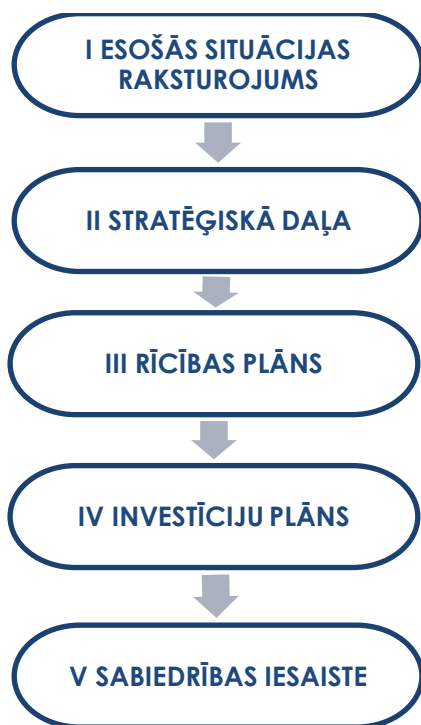 I ESOŠĀS SITUĀCIJAS
RAKSTUROJUMS
II STRATĒĢISKĀ DAĻA
III RĪCĪBAS PLĀNS
IV INVESTĪCIJU PLĀNS
V SABIEDRĪBAS IESAISTE